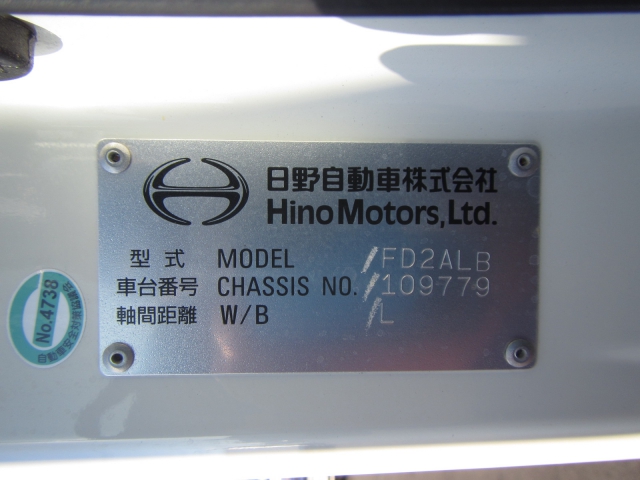 日野自動車株式会社
Hino Motors, Ltd.
型式 MODEL /FD2ALB
車台番号 CHASSIS NO. /109779
軸間距離 W/B /L
No.4738